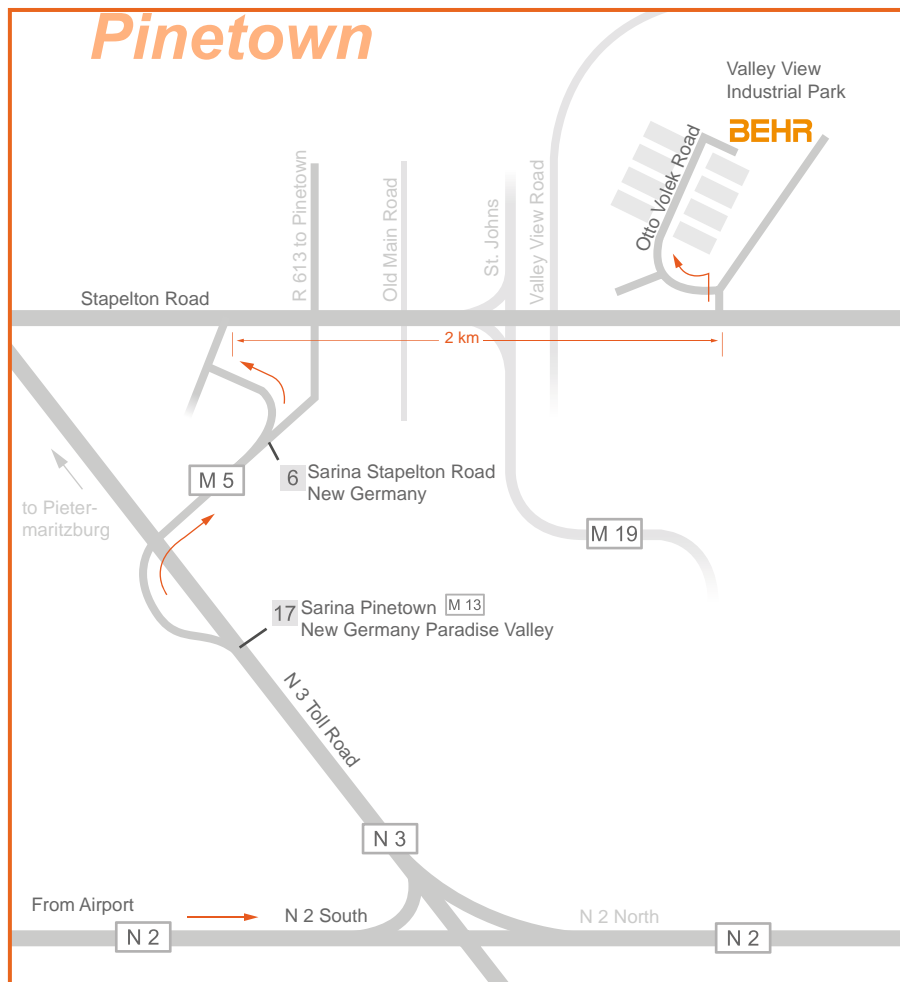 Pinetown
Valley View
Industrial Park
BEHR
Otto Volek Road
R 613 to Pinetown
Old Main Road
St. Johns
Valley View Road
Stapelton Road
2 km
M 5
6
Sarina Stapelton Road
New Germany
to Pieter-
maritzburg
M 19
17
Sarina Pinetown M 13
New Germany Paradise Valley
N 3 Toll Road
N 3
From Airport
N 2 South
N 2 North
N 2
N 2